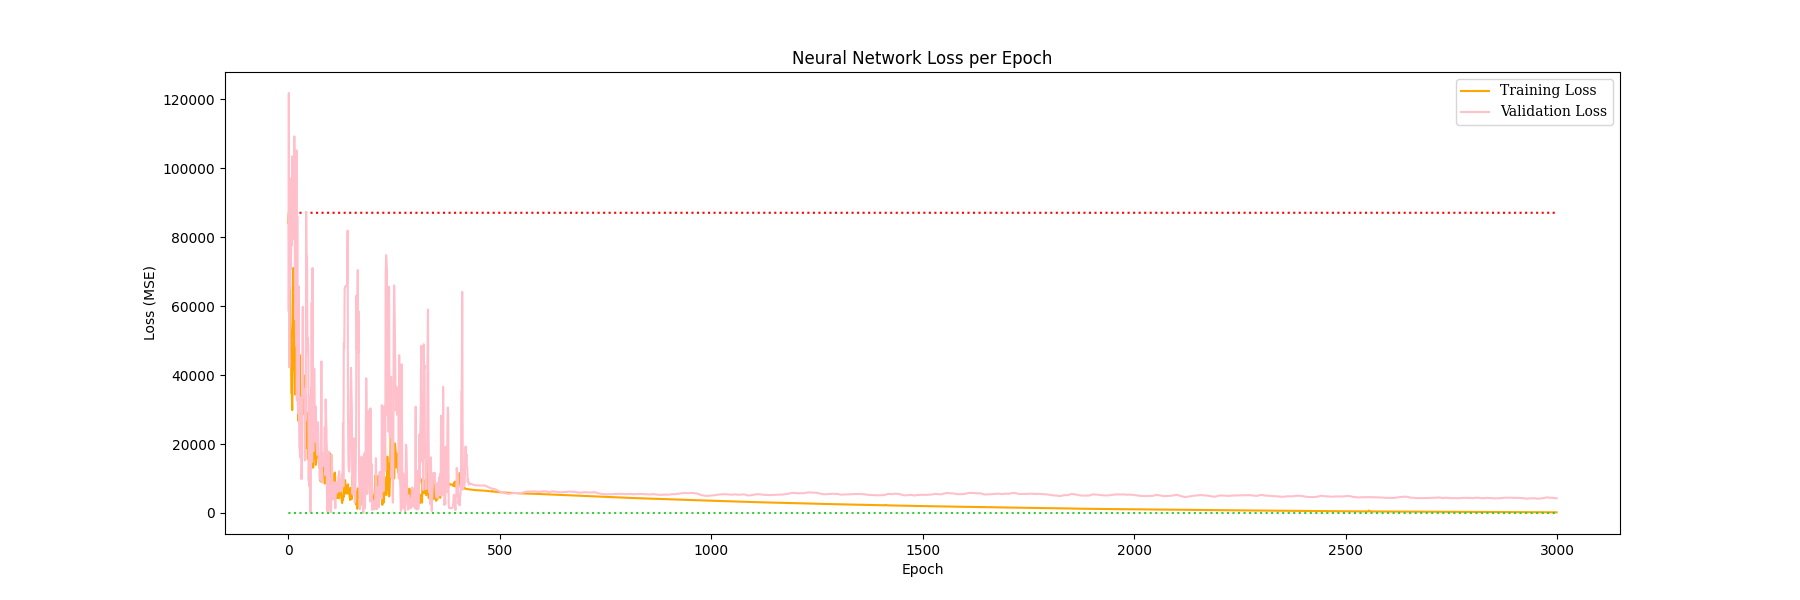 Neural Network Loss per Epoch
Training Loss
Validation Loss
120000
100000
80000
60000
40000
20000
0
Loss (MSE)
0 500 1000 1500 2000 2500 3000
Epoch